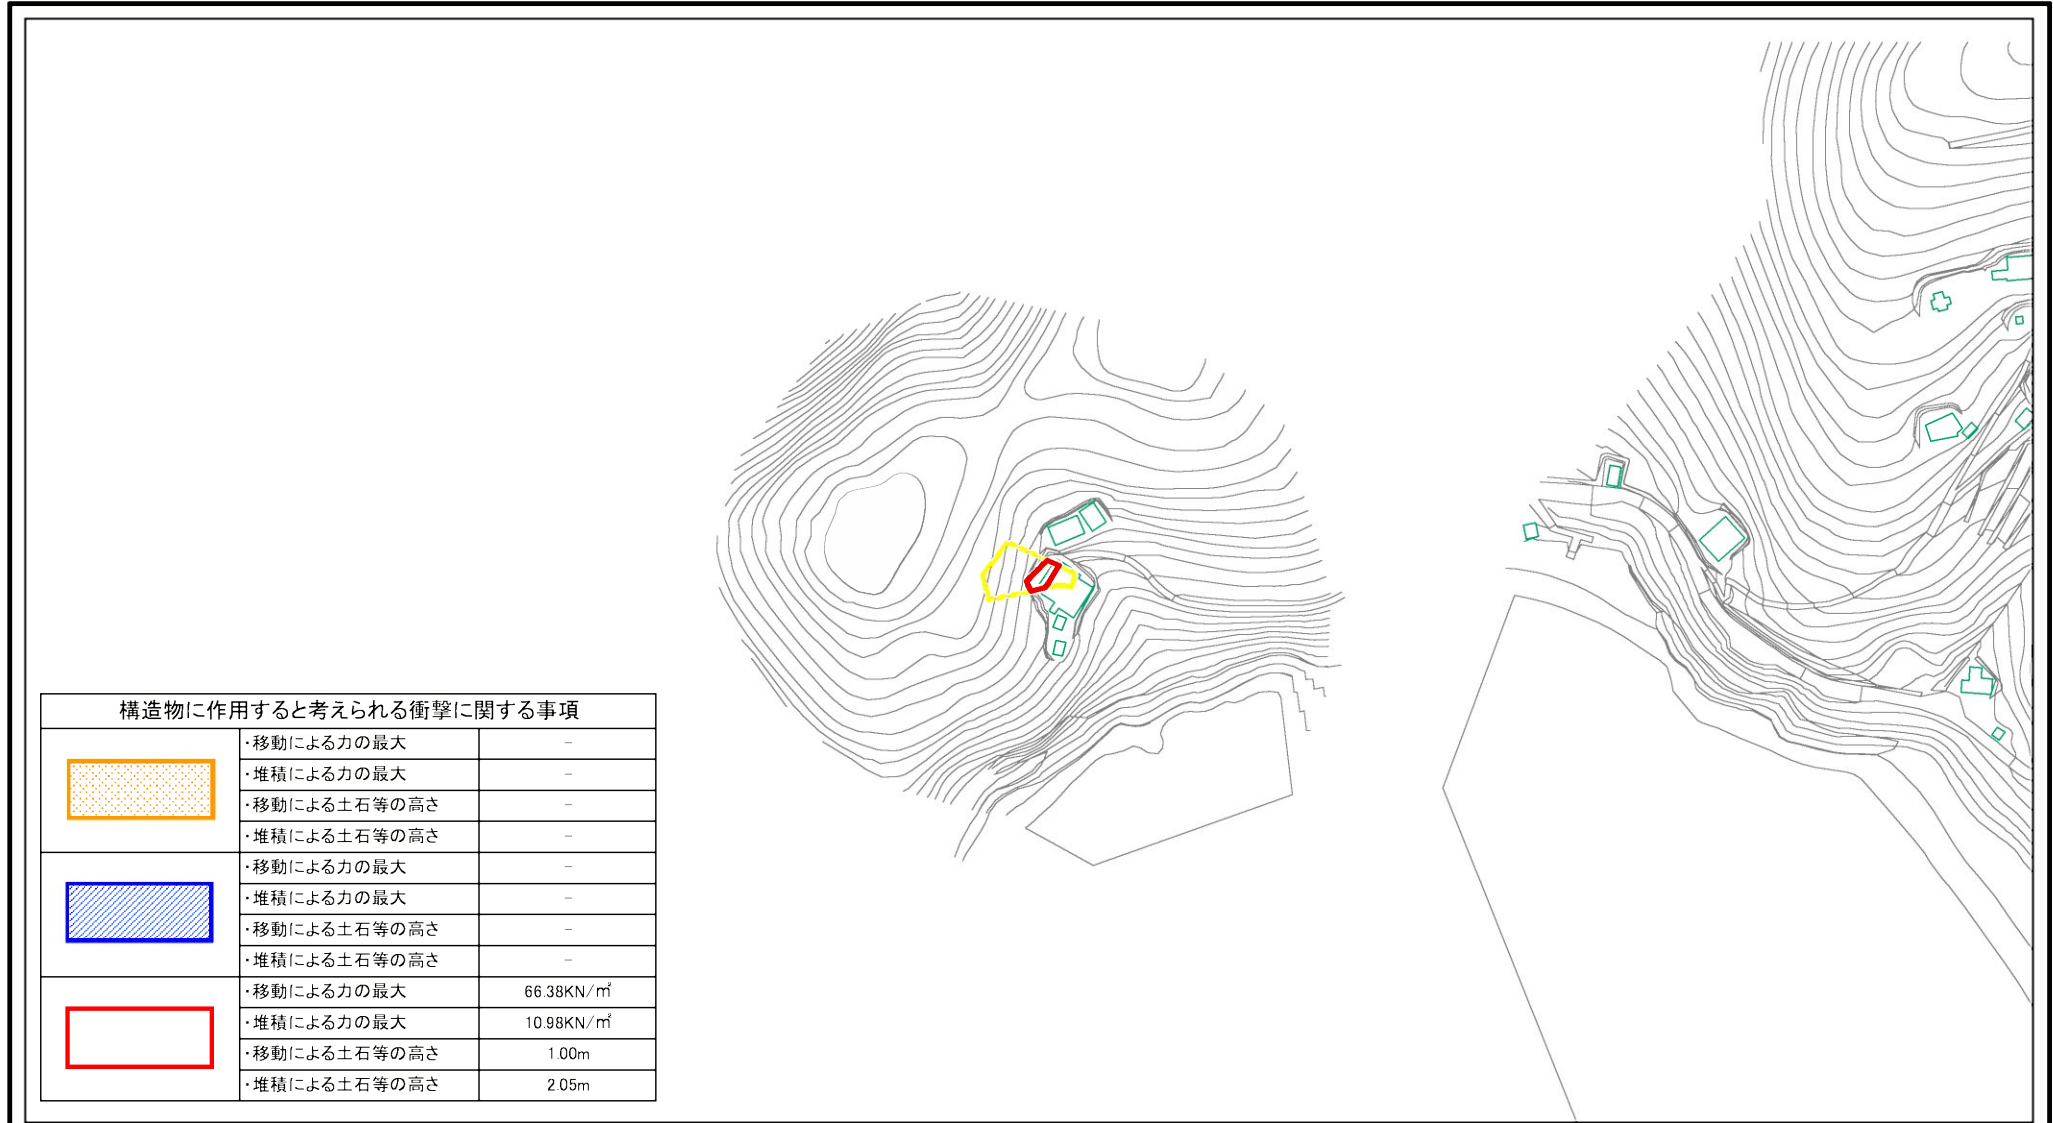 構造物に作用すると考えられる衝撃に関する事項
・移動による力の最大 －
・堆積による力の最大 －
・移動による土石等の高さ －
・堆積による土石等の高さ －
・移動による力の最大 －
・堆積による力の最大 －
・移動による土石等の高さ －
・堆積による土石等の高さ －
・移動による力の最大 66.38KN/㎡
・堆積による力の最大 10.98KN/㎡
・移動による土石等の高さ 1.00m
・堆積による土石等の高さ 2.05m